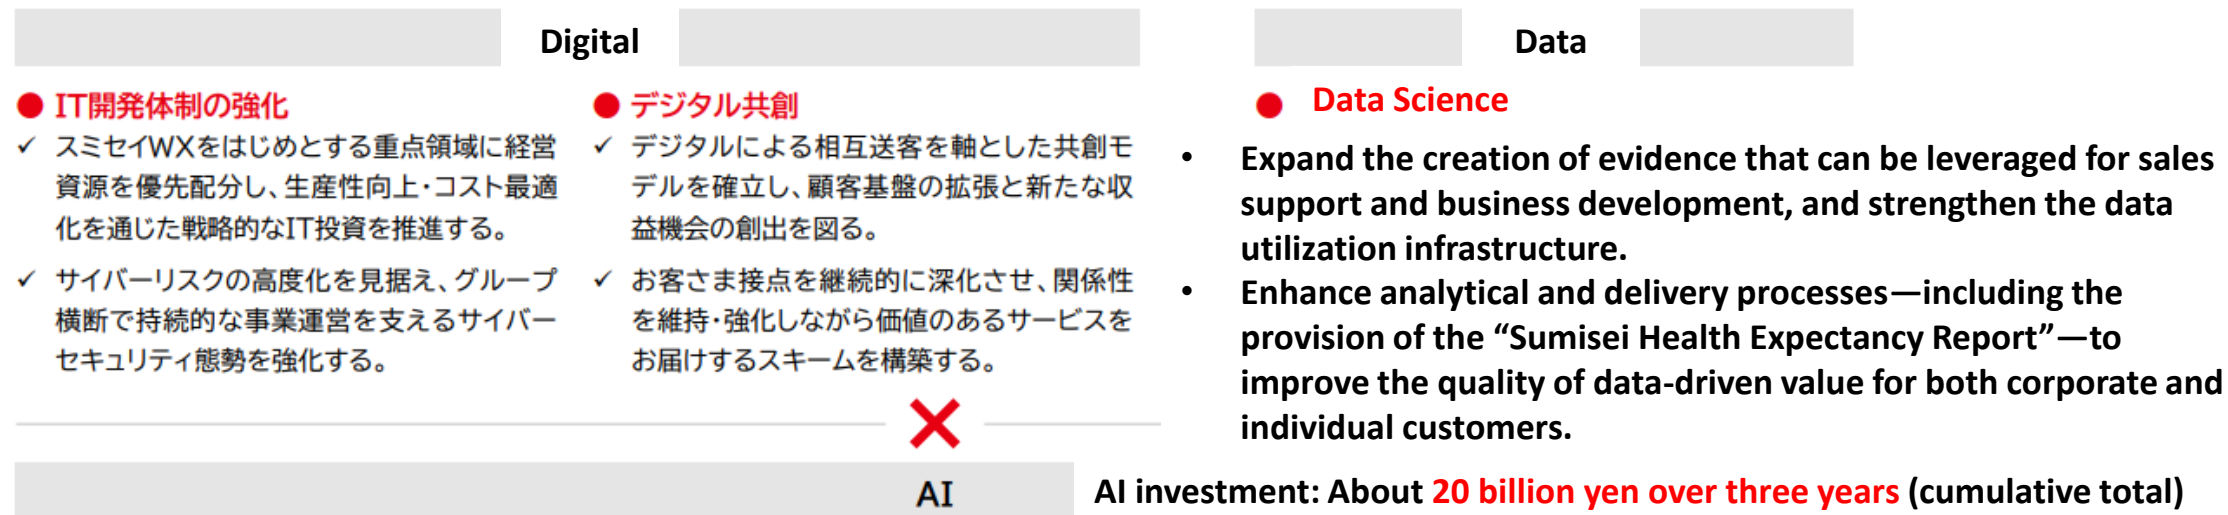 Digital
● IT開発体制の強化
✓ スミセイWXをはじめとする重点領域に経営
資源を優先配分し、生産性向上・コスト最適
化を通じた戦略的なIT投資を推進する。
✓ サイバーリスクの高度化を見据え、グループ
横断で持続的な事業運営を支えるサイバー
セキュリティ態勢を強化する。
● デジタル共創
✓ デジタルによる相互送客を軸とした共創モ
デルを確立し、顧客基盤の拡張と新たな収
益機会の創出を図る。
✓ お客さま接点を継続的に深化させ、関係性
を維持・強化しながら価値のあるサービスを
お届けするスキームを構築する。
Data
● Data Science
• Expand the creation of evidence that can be leveraged for sales
support and business development, and strengthen the data
utilization infrastructure.
• Enhance analytical and delivery processes—including the
provision of the “Sumisei Health Expectancy Report”—to
improve the quality of data-driven value for both corporate and
individual customers.
AI
AI investment: About 20 billion yen over three years (cumulative total)